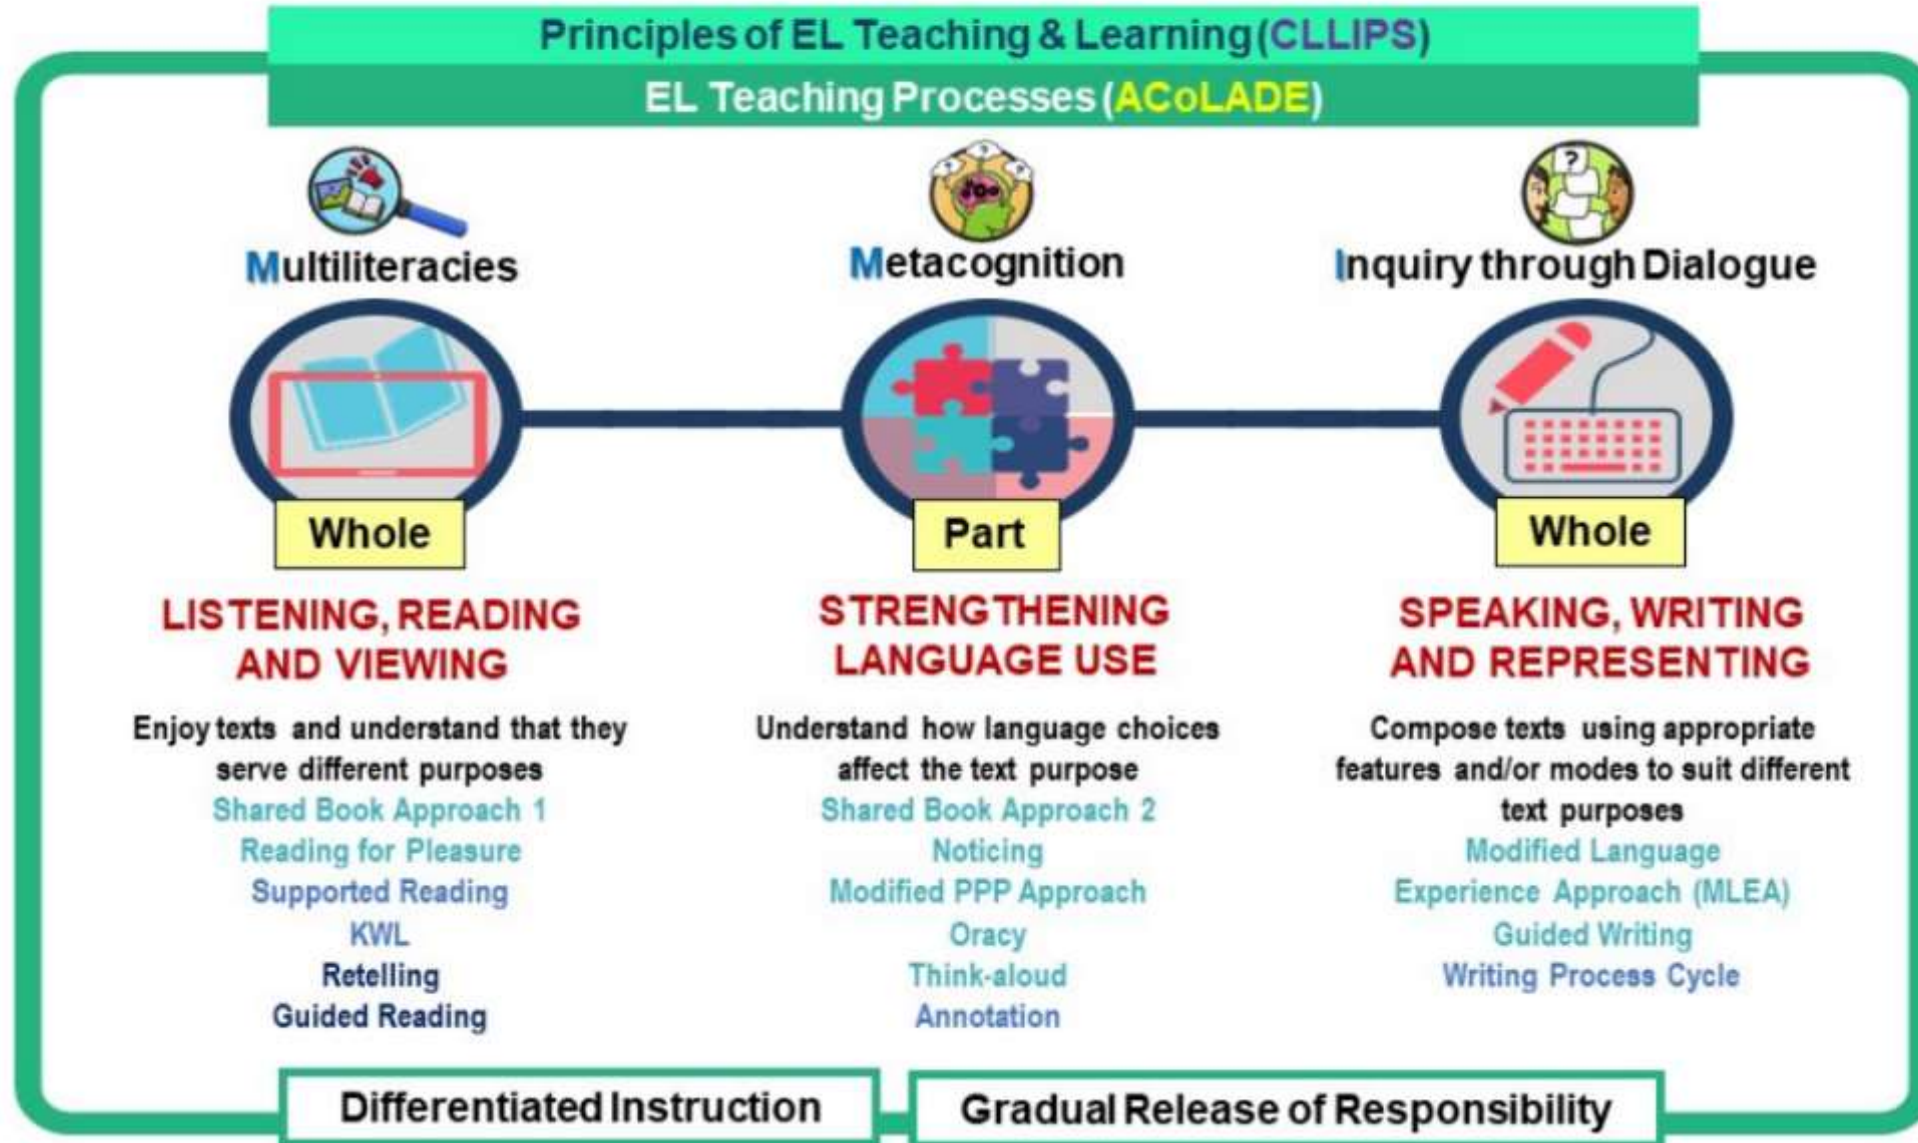 Principles of EL Teaching & Learning (CLLIPS)
EL Teaching Processes (ACoLADE)
Multiliteracies
Whole
LISTENING, READING
AND VIEWING
Enjoy texts and understand that they
serve different purposes
Shared Book Approach 1
Reading for Pleasure
Supported Reading
KWL
Retelling
Guided Reading
? ? ?
Metacognition
Part
STRENGTHENING
LANGUAGE USE
Understand how language choices
affect the text purpose
Shared Book Approach 2
Noticing
Modified PPP Approach
Oracy
Think-aloud
Annotation
?
Inquiry through Dialogue
Whole
SPEAKING, WRITING
AND REPRESENTING
Compose texts using appropriate
features and/or modes to suit different
text purposes
Modified Language
Experience Approach (MLEA)
Guided Writing
Writing Process Cycle
Differentiated Instruction
Gradual Release of Responsibility